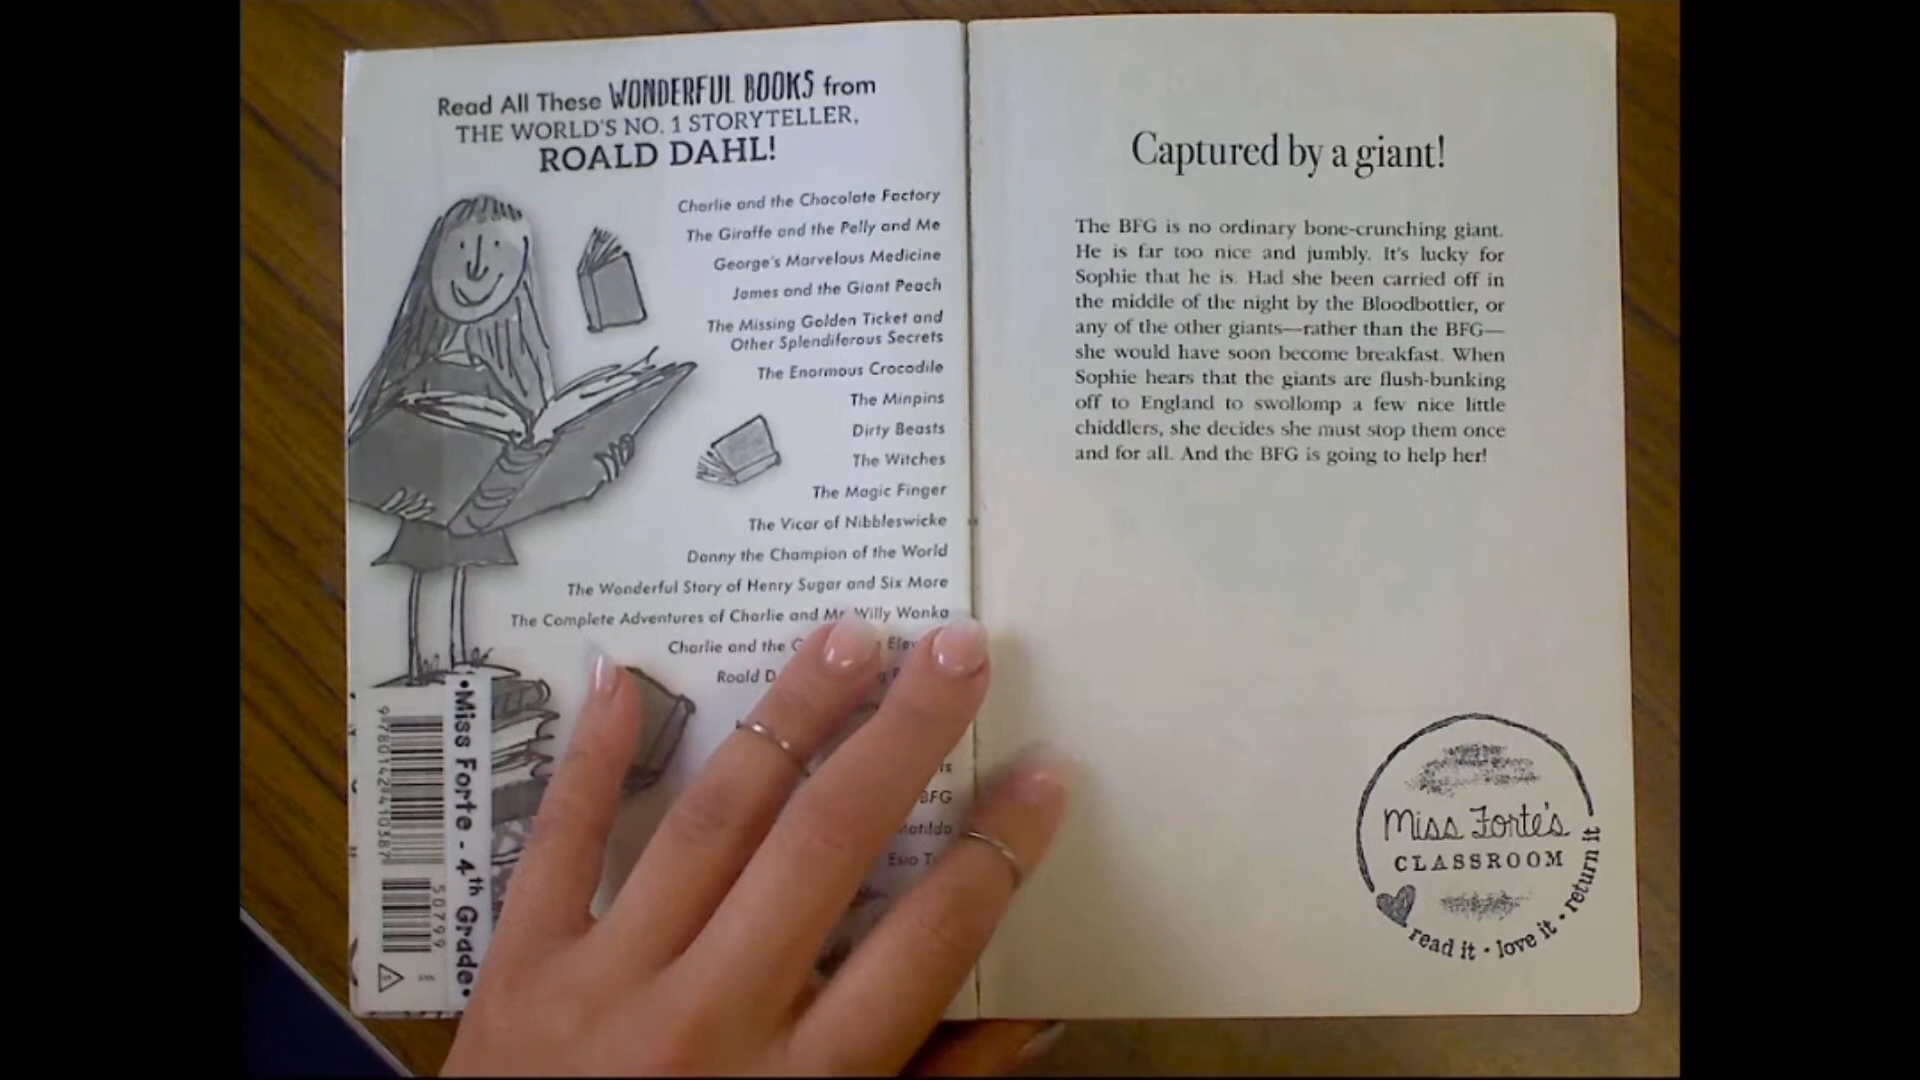 Read All These WONDERFUL BOOKS from
THE WORLD'S NO. 1 STORYTELLER,
ROALD DAHL!
Charlie and the Chocolate Factory
The Giraffe and the Pelly and Me
George's Marvelous Medicine
James and the Giant Peach
The Missing Golden Ticket and
Other Splendiferous Secrets
The Enormous Crocodile
The Minpins
Dirty Beasts
The Witches
The Magic Finger
The Vicar of Nibbleswicke
Danny the Champion of the World
The Wonderful Story of Henry Sugar and Six More
The Complete Adventures of Charlie and Mr. Willy Wonka
Charlie and the
Roald
BFG
Matilda
Esio
9780142410387
50799
•Miss Forte - 4th Grade•
Captured by a giant!
The BFG is no ordinary bone-crunching giant.
He is far too nice and jumbly. It's lucky for
Sophie that he is. Had she been carried off in
the middle of the night by the Bloodbottler, or
any of the other giants—rather than the BFG—
she would have soon become breakfast. When
Sophie hears that the giants are flush-bunking
off to England to swollomp a few nice little
chiddlers, she decides she must stop them once
and for all. And the BFG is going to help her!
Miss Forte's
CLASSROOM
read it • love it • return it